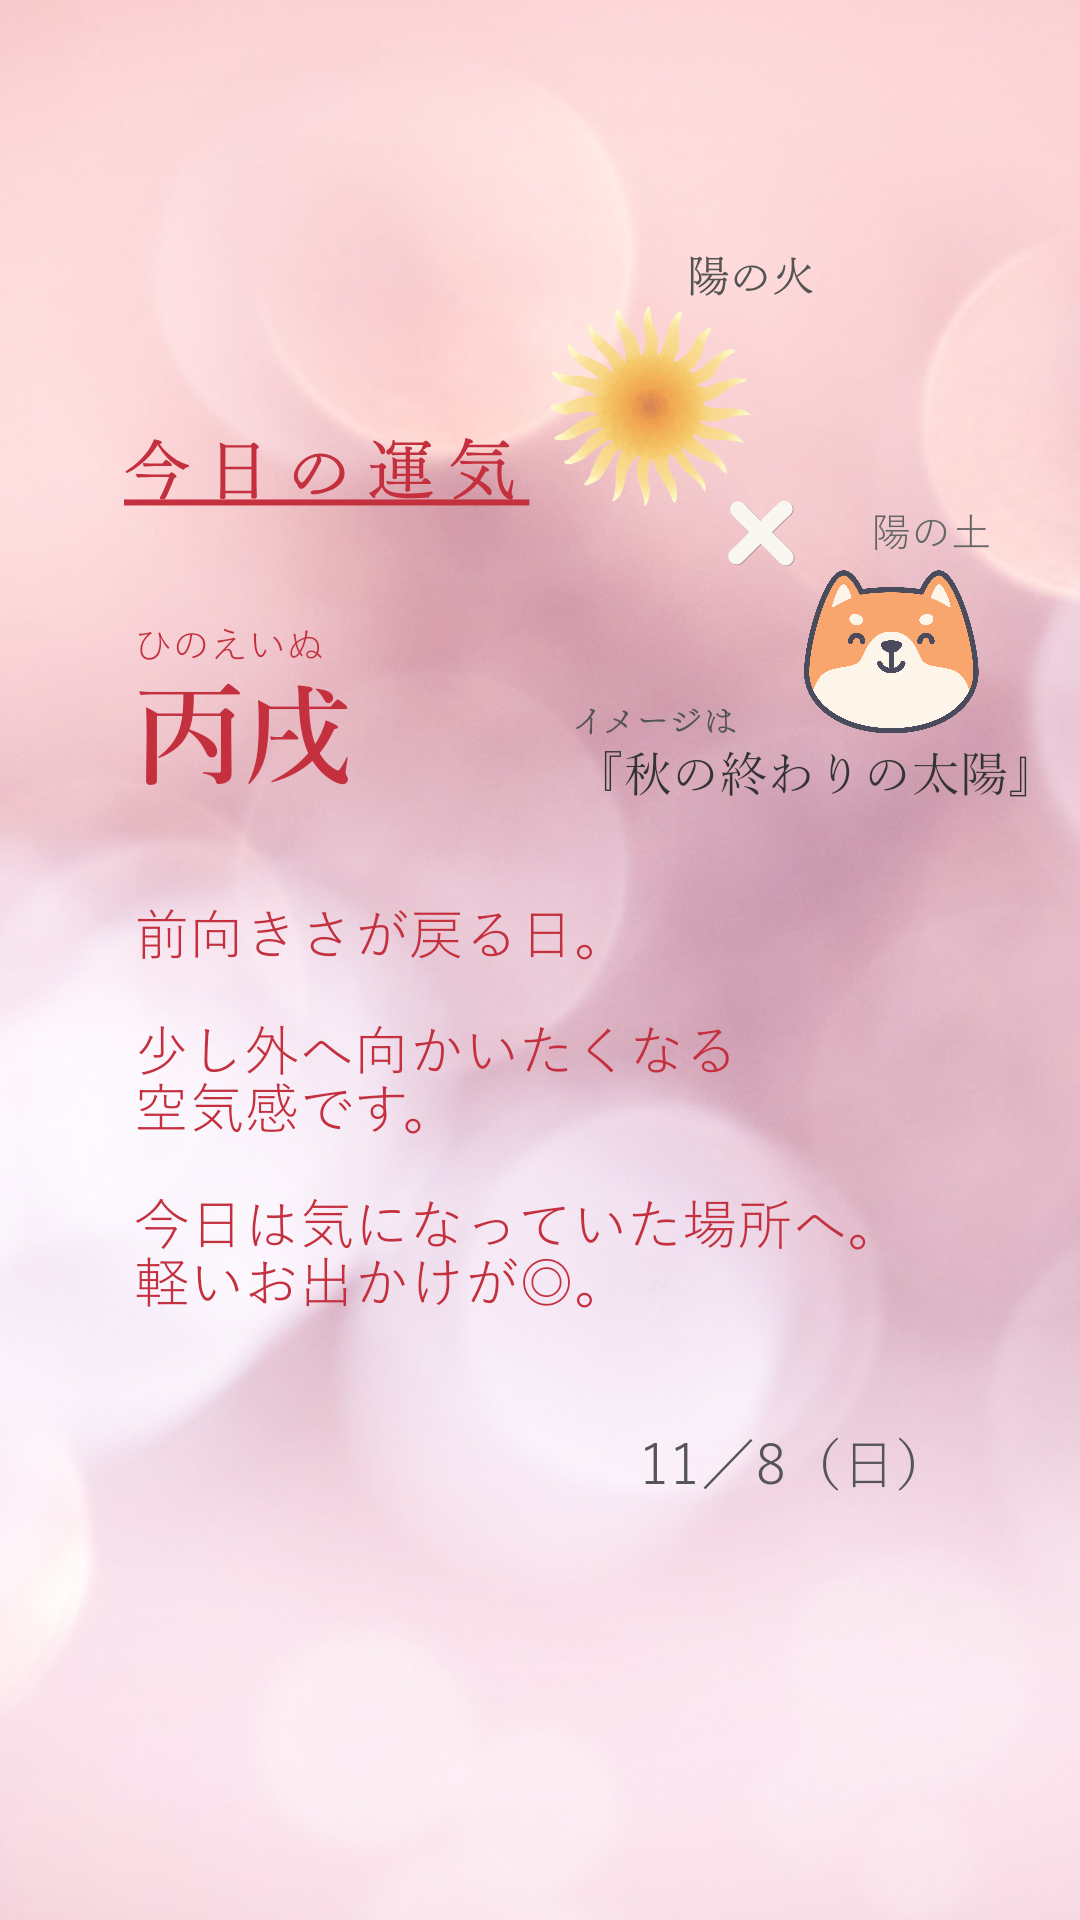 陽の火
今日の運気
陽の土
ひのえいぬ
丙戌
イメージは
『秋の終わりの太陽』
前向きさが戻る日。
少し外へ向かいたくなる
空気感です。
今日は気になっていた場所へ。
軽いお出かけが◎。
11／8（日）